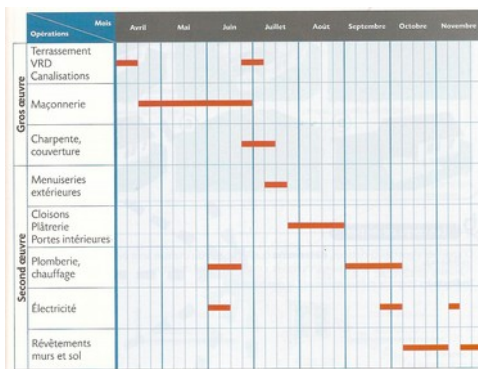 Mois
Opérations
Avril Mai Juin Juillet Août Septembre Octobre Novembre
Gros œuvre
Terrassement
VRD
Canalisations
Maçonnerie
Charpente,
couverture
Second œuvre
Menuiseries
extérieures
Cloisons
Plâtrerie
Portes intérieures
Plomberie,
chauffage
Électricité
Révêtements
murs et sol